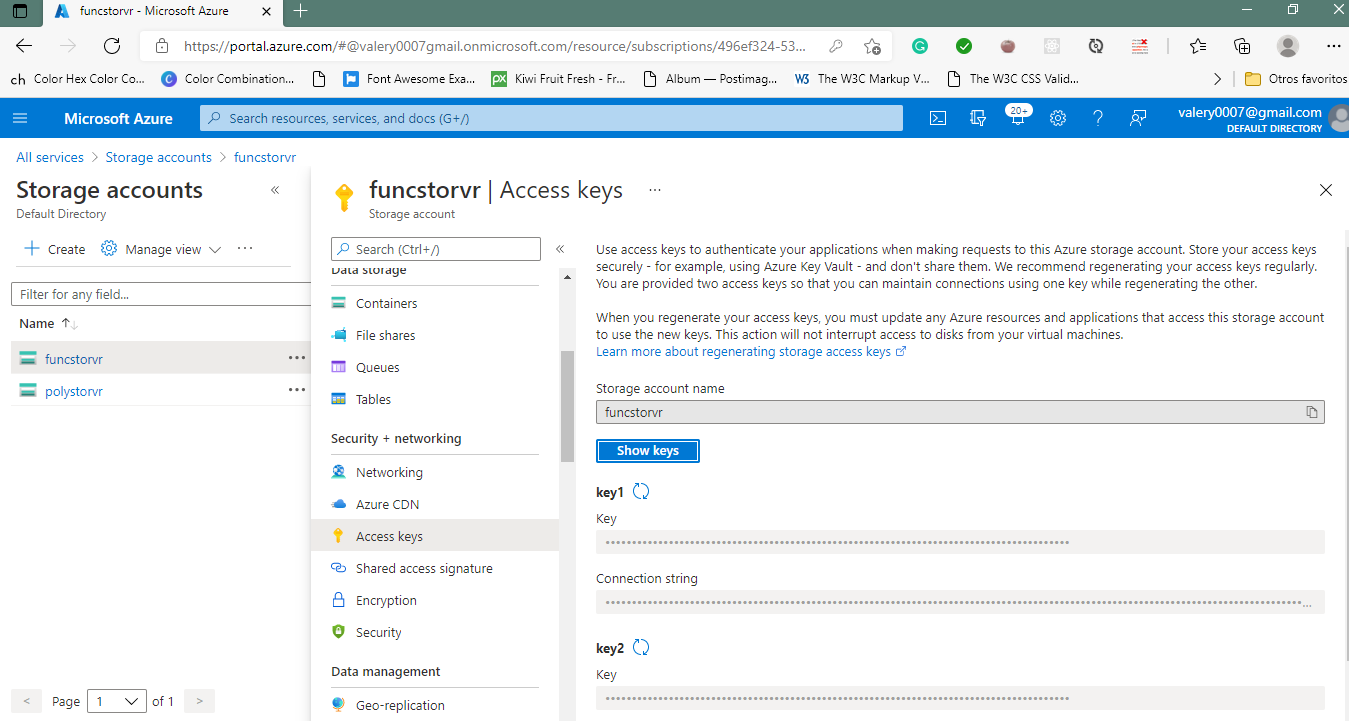 funcstorvr - Microsoft Azure
https://portal.azure.com/#@valery0007gmail.onmicrosoft.com/resource/subscriptions/496ef324-53...
ch Color Hex Color Co... Color Combination... Font Awesome Exa... Kiwi Fruit Fresh - Fr... Album — Postimag... The W3C Markup V... The W3C CSS Valid... Otros favoritos
Microsoft Azure
Search resources, services, and docs (G+/)
20+
valery0007@gmail.com
DEFAULT DIRECTORY
All services > Storage accounts > funcstorvr
Storage accounts
Default Directory
Create Manage view ...
Filter for any field...
Name
funcstorvr
polystorvr
< Page 1 of 1 >
funcstorvr | Access keys ...
Storage account
Search (Ctrl+/)
Data storage
Containers
File shares
Queues
Tables
Security + networking
Networking
Azure CDN
Access keys
Shared access signature
Encryption
Security
Data management
Geo-replication
Use access keys to authenticate your applications when making requests to this Azure storage account. Store your access keys
securely - for example, using Azure Key Vault - and don't share them. We recommend regenerating your access keys regularly.
You are provided two access keys so that you can maintain connections using one key while regenerating the other.
When you regenerate your access keys, you must update any Azure resources and applications that access this storage account
to use the new keys. This action will not interrupt access to disks from your virtual machines.
Learn more about regenerating storage access keys
Storage account name
funcstorvr
Show keys
key1
Key
Connection string
key2
Key